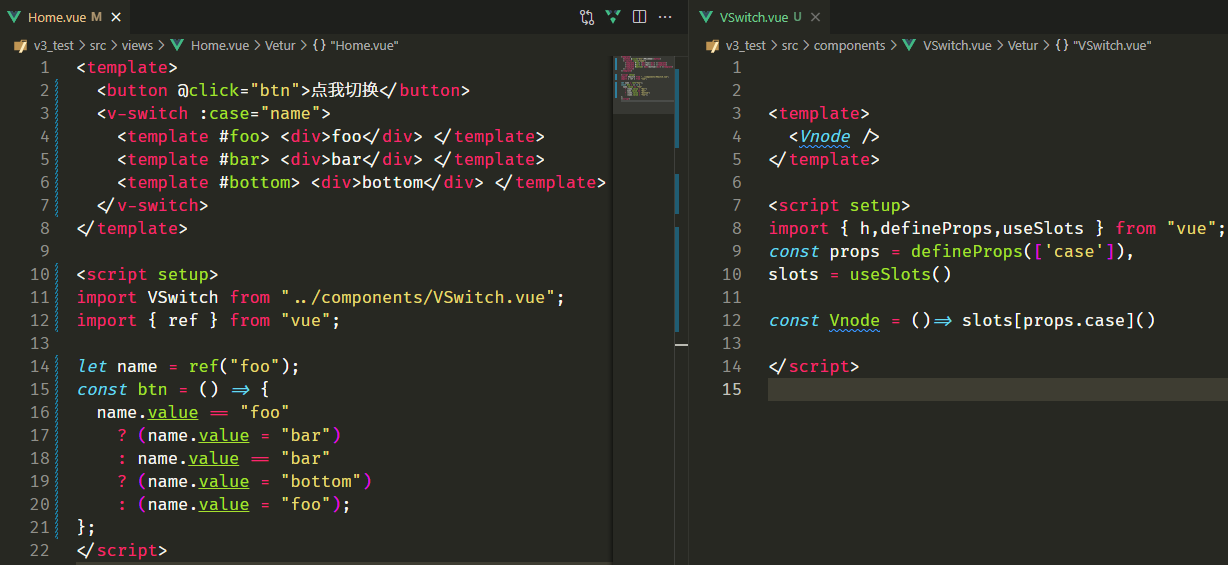 Home.vue M
v3_test > src > views > Home.vue > Vetur > {} "Home.vue"
1 <template>
2 <button @click="btn">点我切换</button>
3 <v-switch :case="name">
4 <template #foo> <div>foo</div> </template>
5 <template #bar> <div>bar</div> </template>
6 <template #bottom> <div>bottom</div> </template>
7 </v-switch>
8 </template>
9
10 <script setup>
11 import VSwitch from "../components/VSwitch.vue";
12 import { ref } from "vue";
13
14 let name = ref("foo");
15 const btn = () => {
16 name.value == "foo"
17 ? (name.value = "bar")
18 : name.value == "bar"
19 ? (name.value = "bottom")
20 : (name.value = "foo");
21 };
22 </script>
VSwitch.vue U
v3_test > src > components > VSwitch.vue > Vetur > {} "VSwitch.vue"
1
2
3 <template>
4 <Vnode />
5 </template>
6
7 <script setup>
8 import { h,defineProps,useSlots } from "vue";
9 const props = defineProps(['case']),
10 slots = useSlots()
11
12 const Vnode = ()=> slots[props.case]()
13
14 </script>
15